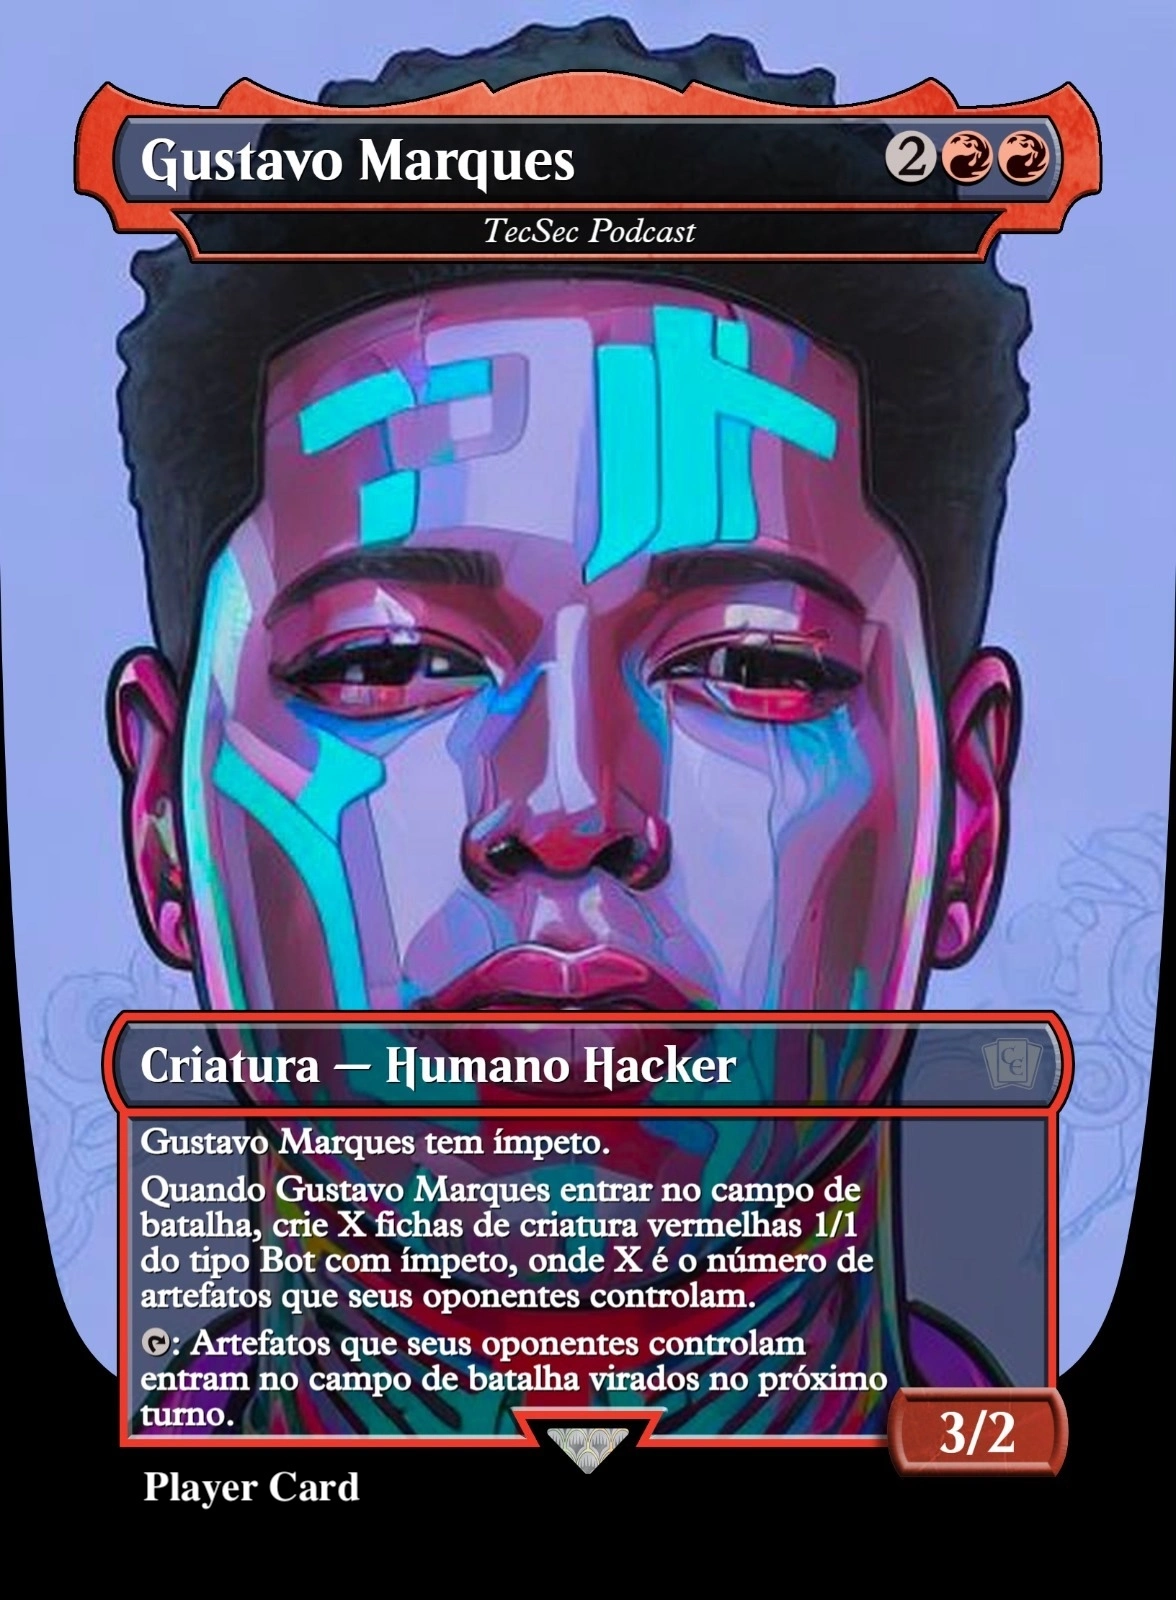 Gustavo Marques
2
TecSec Podcast
Criatura — Humano Hacker
CE
Gustavo Marques tem ímpeto.
Quando Gustavo Marques entrar no campo de
batalha, crie X fichas de criatura vermelhas 1/1
do tipo Bot com ímpeto, onde X é o número de
artefatos que seus oponentes controlam.
: Artefatos que seus oponentes controlam
entram no campo de batalha virados no próximo
turno.
3/2
Player Card